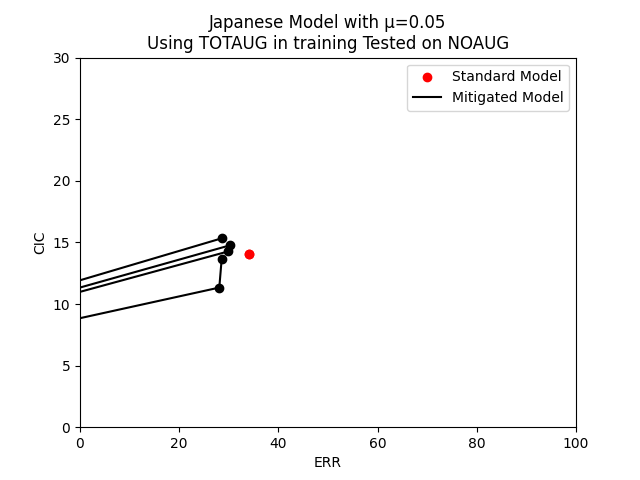 Japanese Model with μ=0.05
Using TOTAUG in training Tested on NOAUG
Standard Model
Mitigated Model
CIC
30
25
20
15
10
5
0
0 20 40 60 80 100
ERR